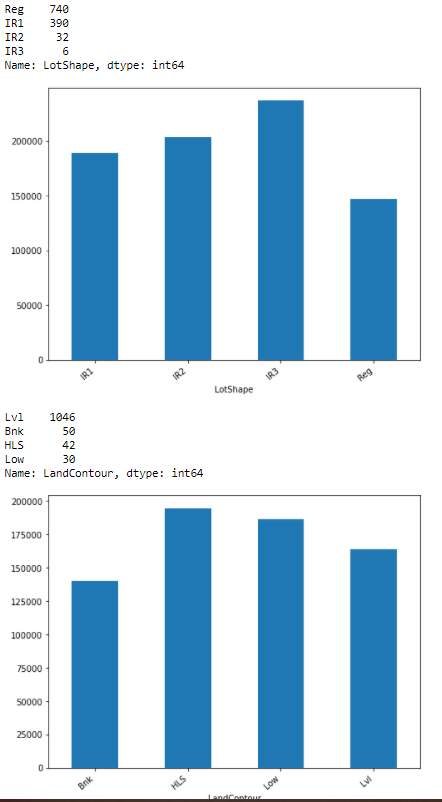 Reg 740
IR1 390
IR2 32
IR3 6
Name: LotShape, dtype: int64
200000
150000
100000
50000
0
IR1 IR2 IR3 Reg
LotShape
Lvl 1046
Bnk 50
HLS 42
Low 30
Name: LandContour, dtype: int64
200000
175000
150000
125000
100000
75000
50000
25000
0
Bnk HLS Low Lvl
LandContour